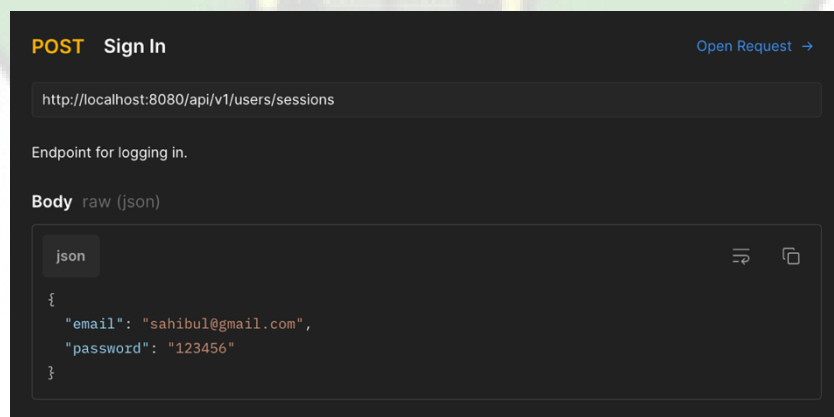 POST Sign In Open Request →
http://localhost:8080/api/v1/users/sessions
Endpoint for logging in.
Body raw (json)
json
{
"email": "sahibul@gmail.com",
"password": "123456"
}